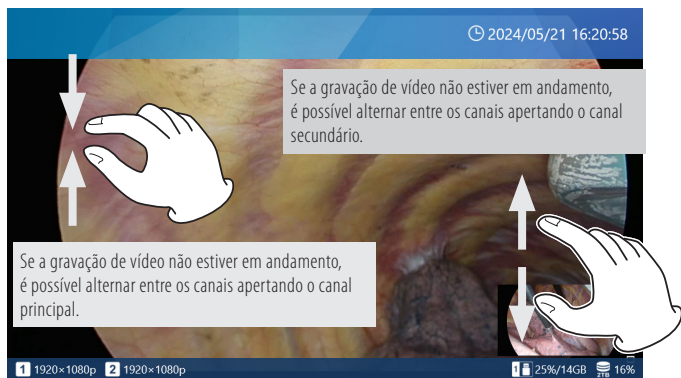 2024/05/21 16:20:58
Se a gravação de vídeo não estiver em andamento,
é possível alternar entre os canais apertando o canal
secundário.
Se a gravação de vídeo não estiver em andamento,
é possível alternar entre os canais apertando o canal
principal.
1 1920×1080p 2 1920×1080p
1 25%/14GB 2TB 16%